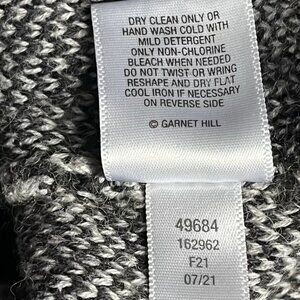 DRY CLEAN ONLY OR
HAND WASH COLD WITH
MILD DETERGENT
ONLY NON-CHLORINE
BLEACH WHEN NEEDED
DO NOT TWIST OR WRING
RESHAPE AND DRY FLAT
COOL IRON IF NECESSARY
ON REVERSE SIDE
© GARNET HILL
49684
162962
F21
07/21